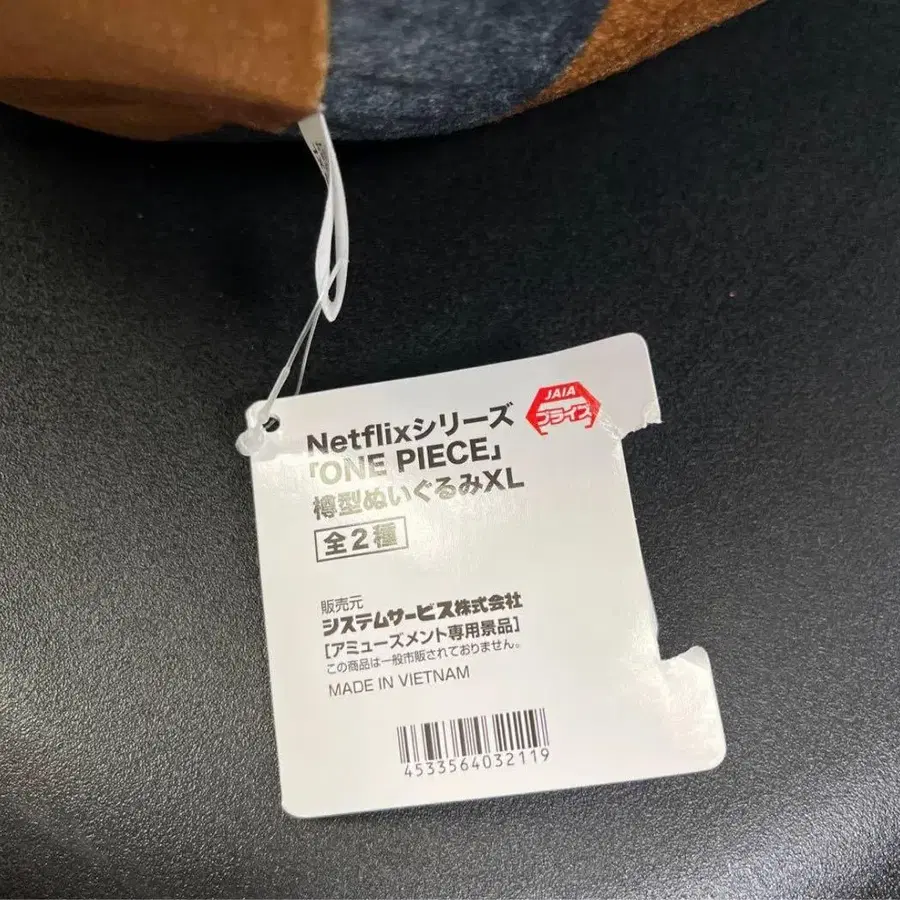 JAIA
プライズ
Netflixシリーズ
「ONE PIECE」
樽型ぬいぐるみXL
全2種
販売元
システムサービス株式会社
[アミューズメント専用景品]
この商品は一般市販されておりません。
MADE IN VIETNAM
4533564032119